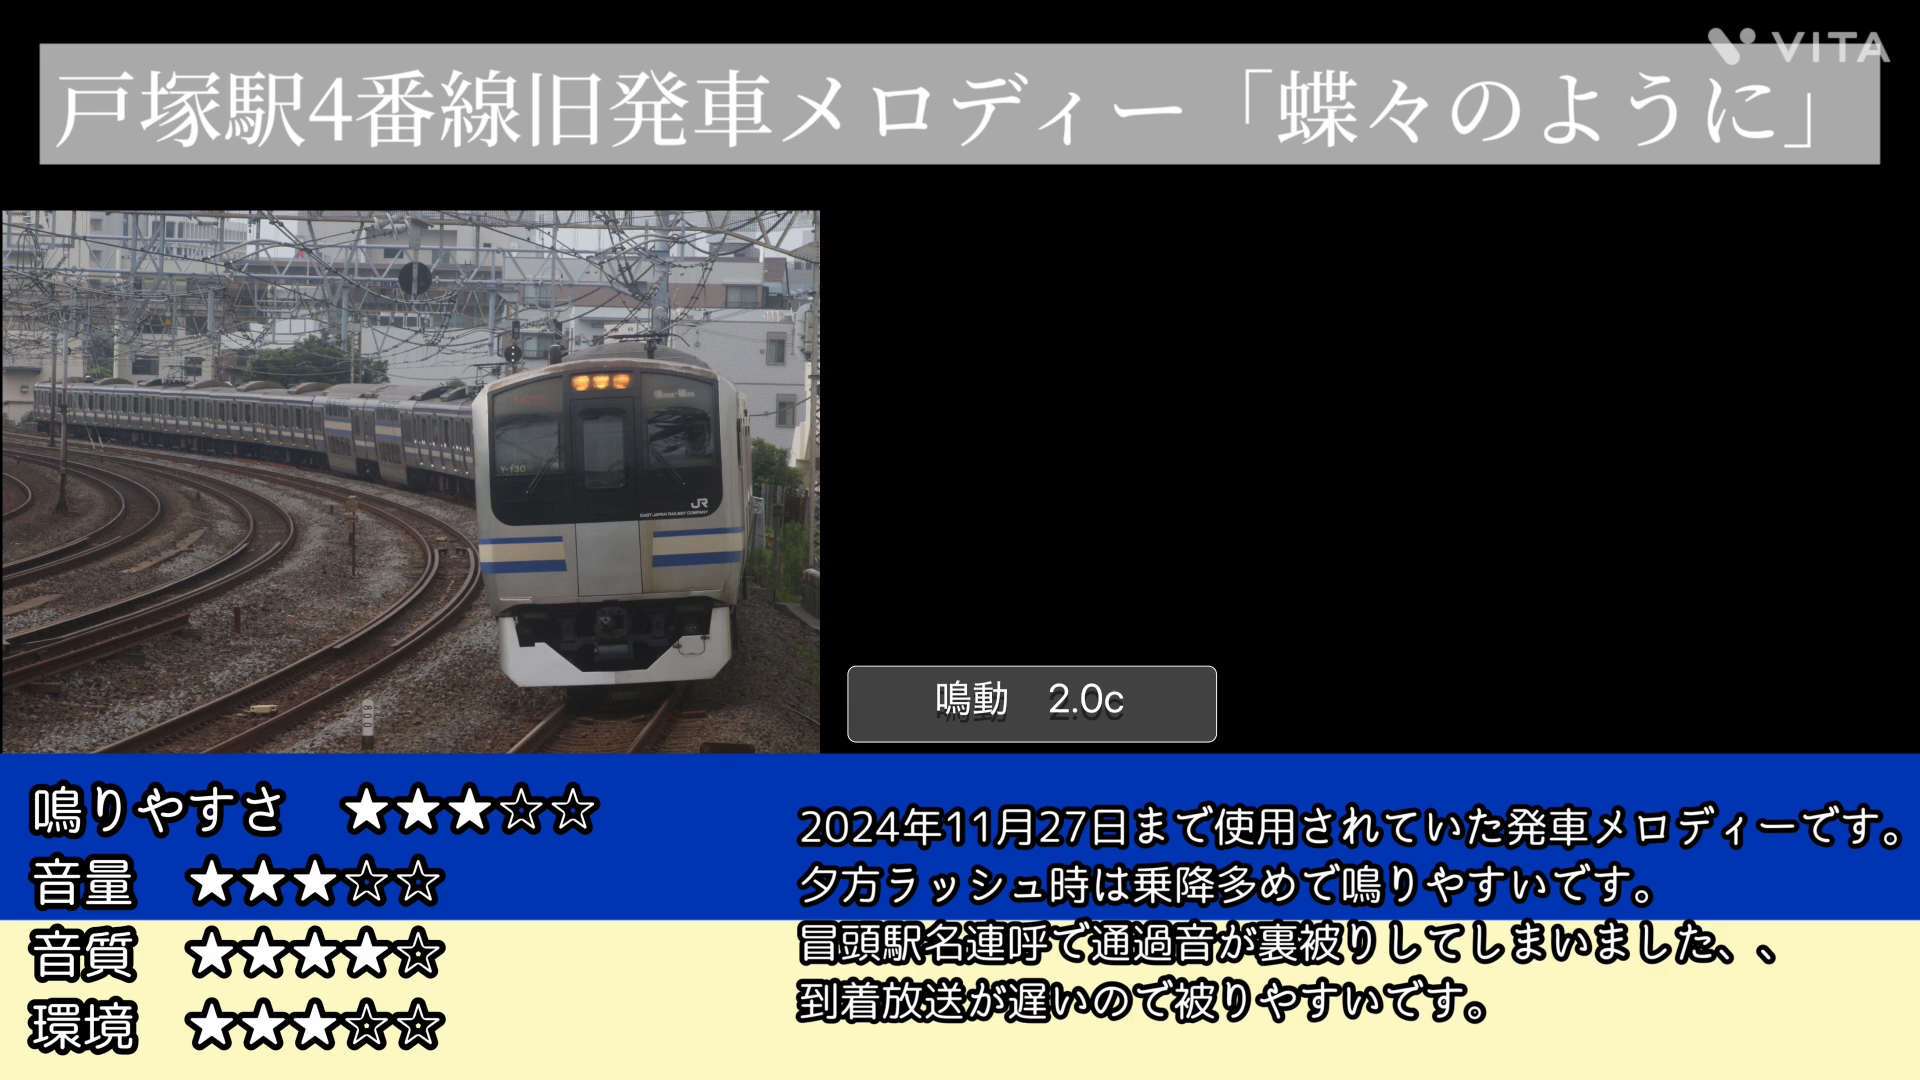 VITA
戸塚駅4番線旧発車メロディー「蝶々のように」
Y-130
JR
EAST JAPAN RAILWAY COMPANY
鳴動　2.0c
鳴りやすさ　★★★☆☆
音量　★★★☆☆
音質　★★★★☆
環境　★★★☆☆
2024年11月27日まで使用されていた発車メロディーです。
夕方ラッシュ時は乗降多めで鳴りやすいです。
冒頭駅名連呼で通過音が裏被りしてしまいました、、
到着放送が遅いので被りやすいです。